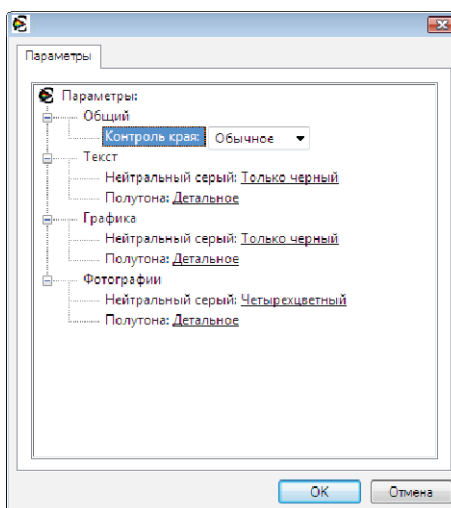 Параметры
Параметры:
Общий
Контроль края: Обычное
Текст
Нейтральный серый: Только черный
Полутона: Детальное
Графика
Нейтральный серый: Только черный
Полутона: Детальное
Фотографии
Нейтральный серый: Четырехцветный
Полутона: Детальное
OK Отмена